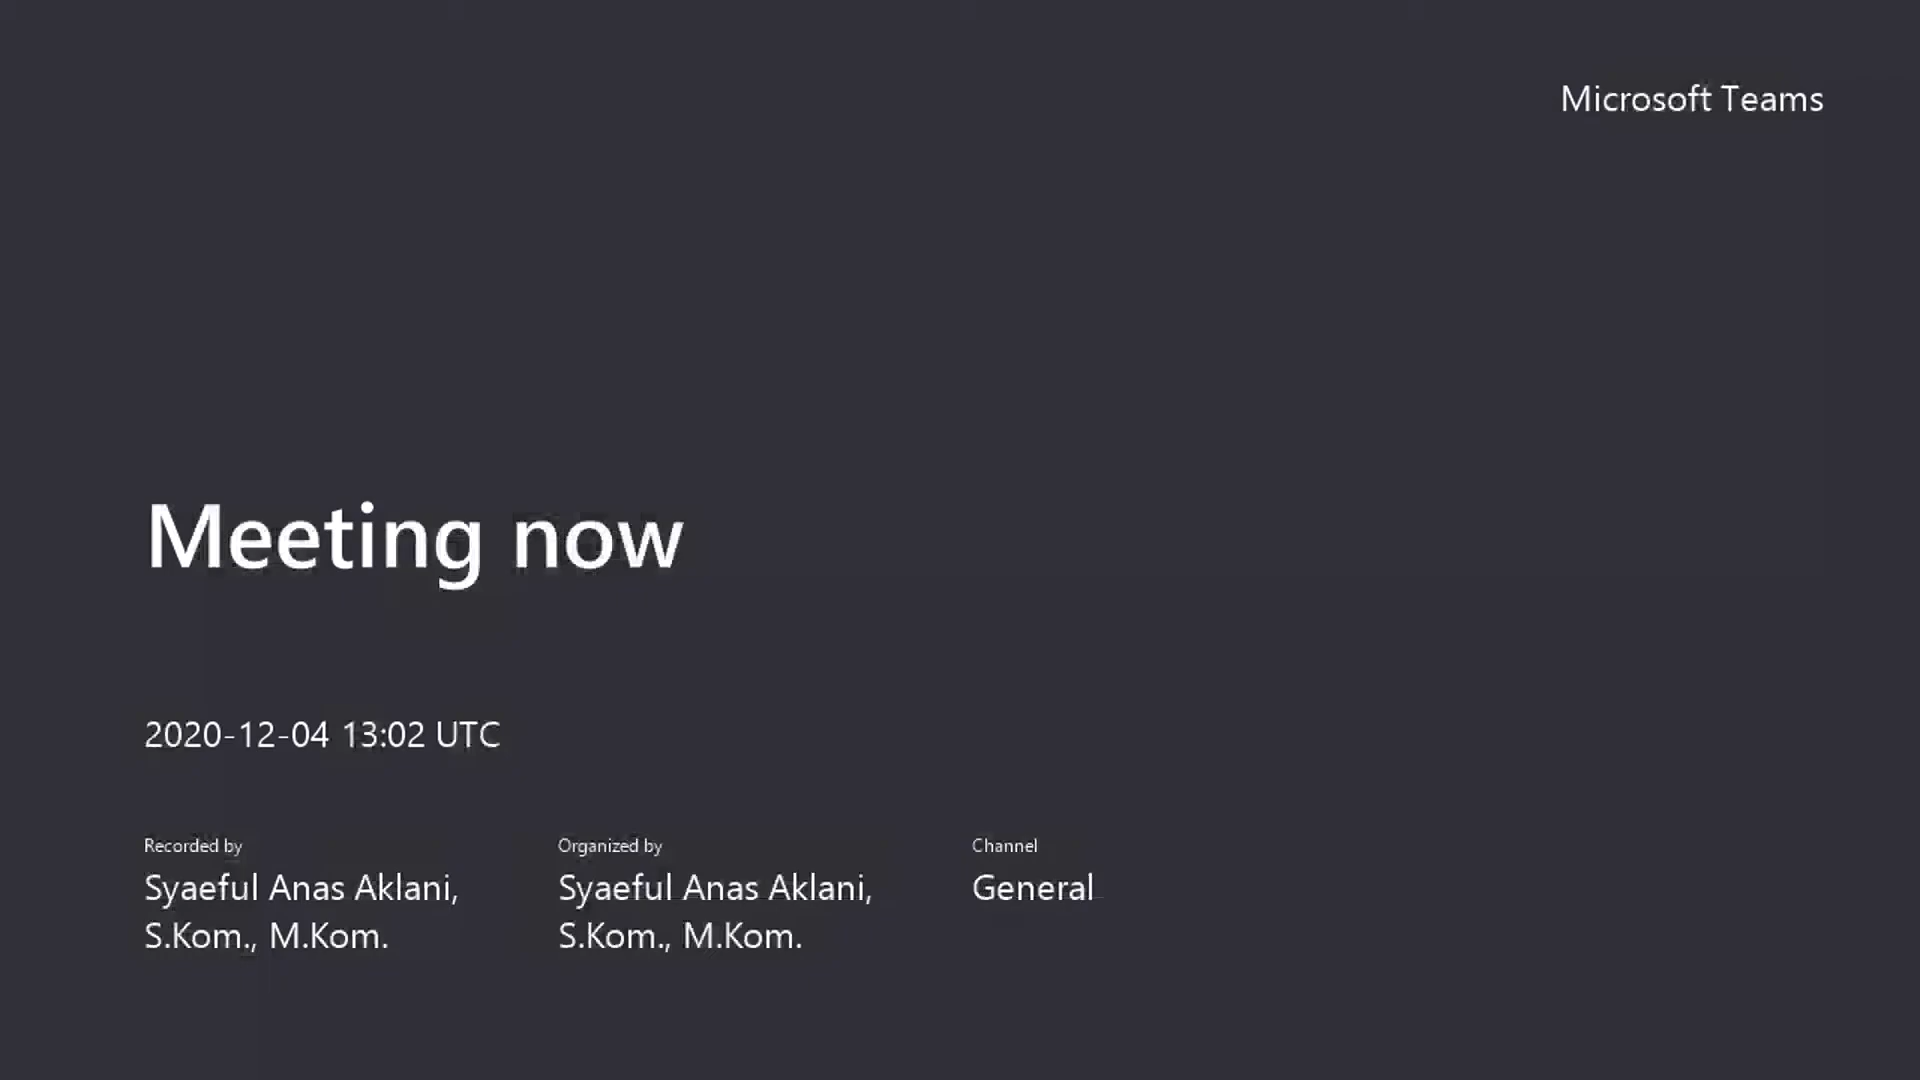 Microsoft Teams
Meeting now
2020-12-04 13:02 UTC
Recorded by
Syaeful Anas Aklani,
S.Kom., M.Kom.
Organized by
Syaeful Anas Aklani,
S.Kom., M.Kom.
Channel
General